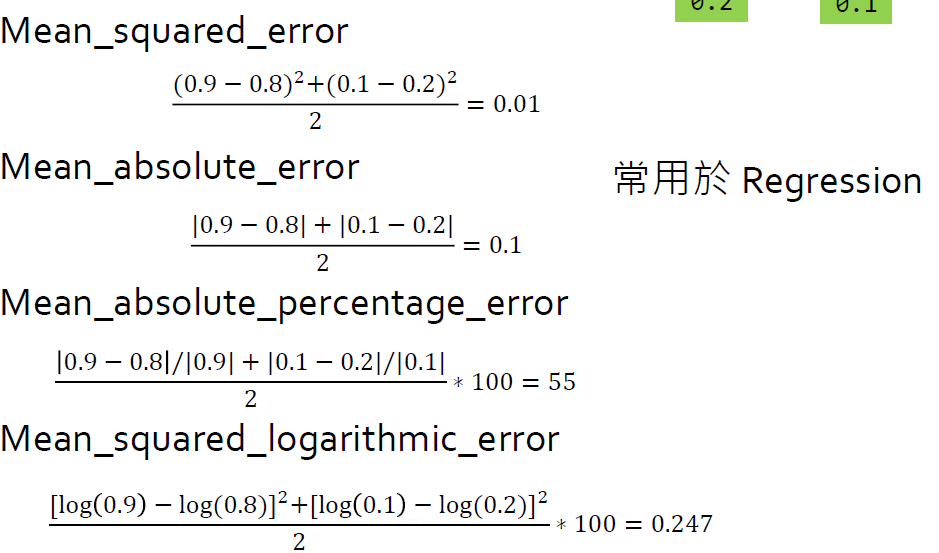 0.2 0.1
Mean_squared_error
\frac{(0.9 − 0.8)^2+(0.1 − 0.2)^2}{2} = 0.01
Mean_absolute_error
常用於 Regression
\frac{|0.9 − 0.8| + |0.1 − 0.2|}{2} = 0.1
Mean_absolute_percentage_error
\frac{|0.9 − 0.8|/|0.9| + |0.1 − 0.2|/|0.1|}{2} ∗ 100 = 55
Mean_squared_logarithmic_error
\frac{[log(0.9) − log(0.8)]^2+[log(0.1) − log(0.2)]^2}{2} ∗ 100 = 0.247